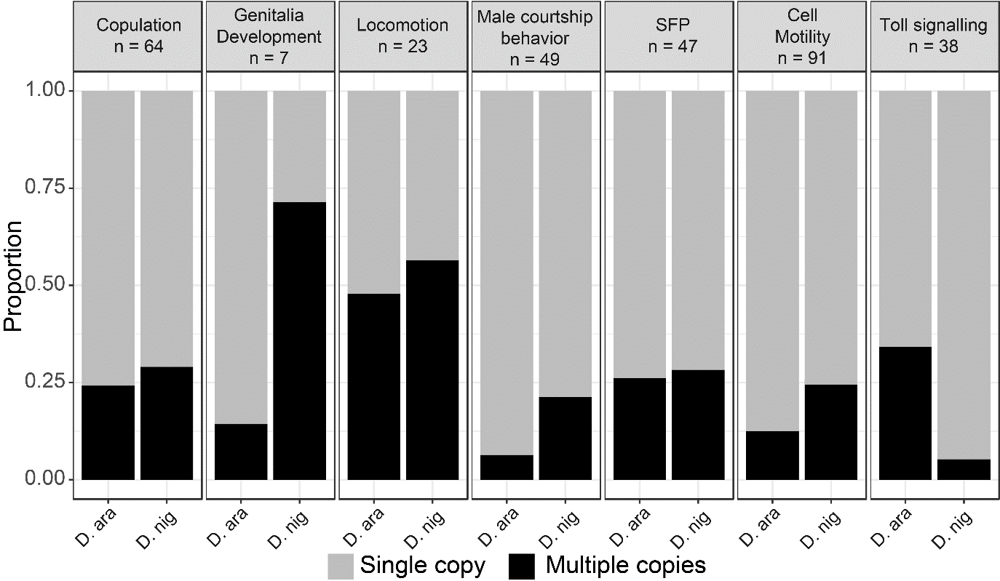 Copulation
n = 64
Genitalia
Development
n = 7
Locomotion
n = 23
Male courtship
behavior
n = 49
SFP
n = 47
Cell
Motility
n = 91
Toll signalling
n = 38
Proportion
1.00
0.75
0.50
0.25
0.00
D. ara
D. nig
D. ara
D. nig
D. ara
D. nig
D. ara
D. nig
D. ara
D. nig
D. ara
D. nig
D. ara
D. nig
Single copy
Multiple copies